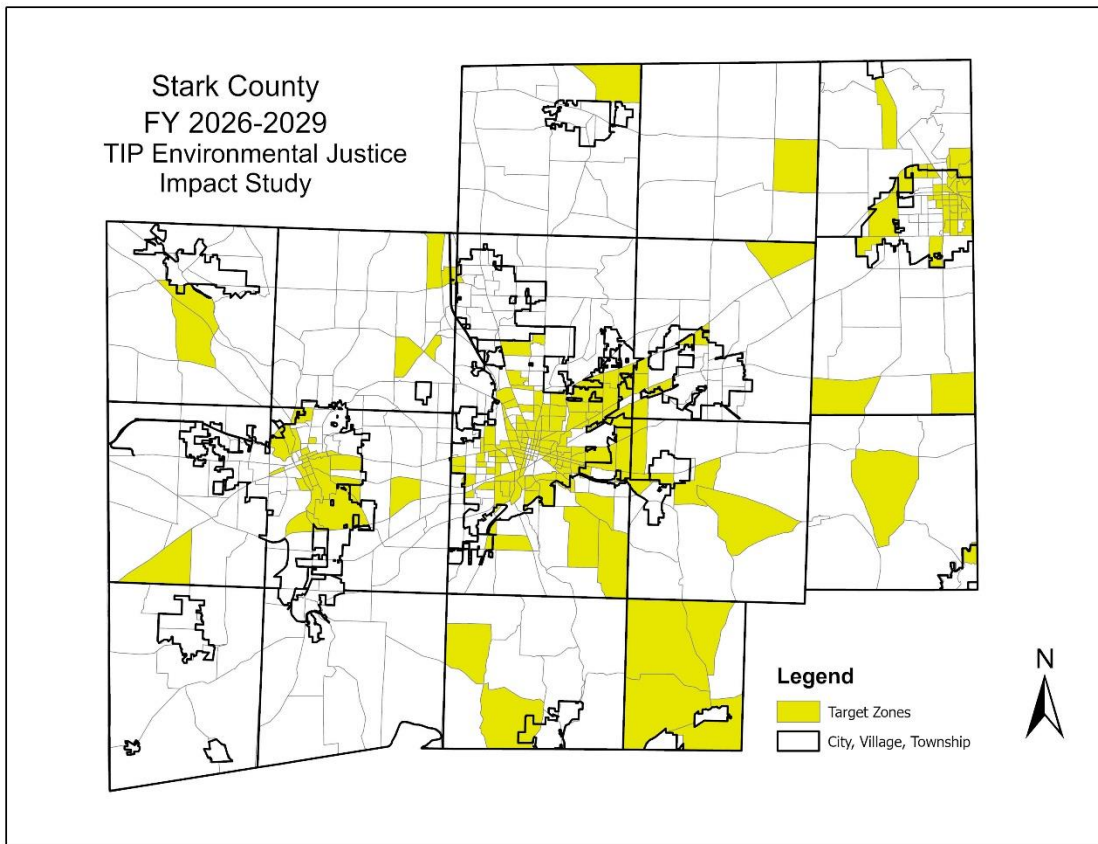 Stark County
FY 2026-2029
TIP Environmental Justice
Impact Study
N
Legend
Target Zones
City, Village, Township